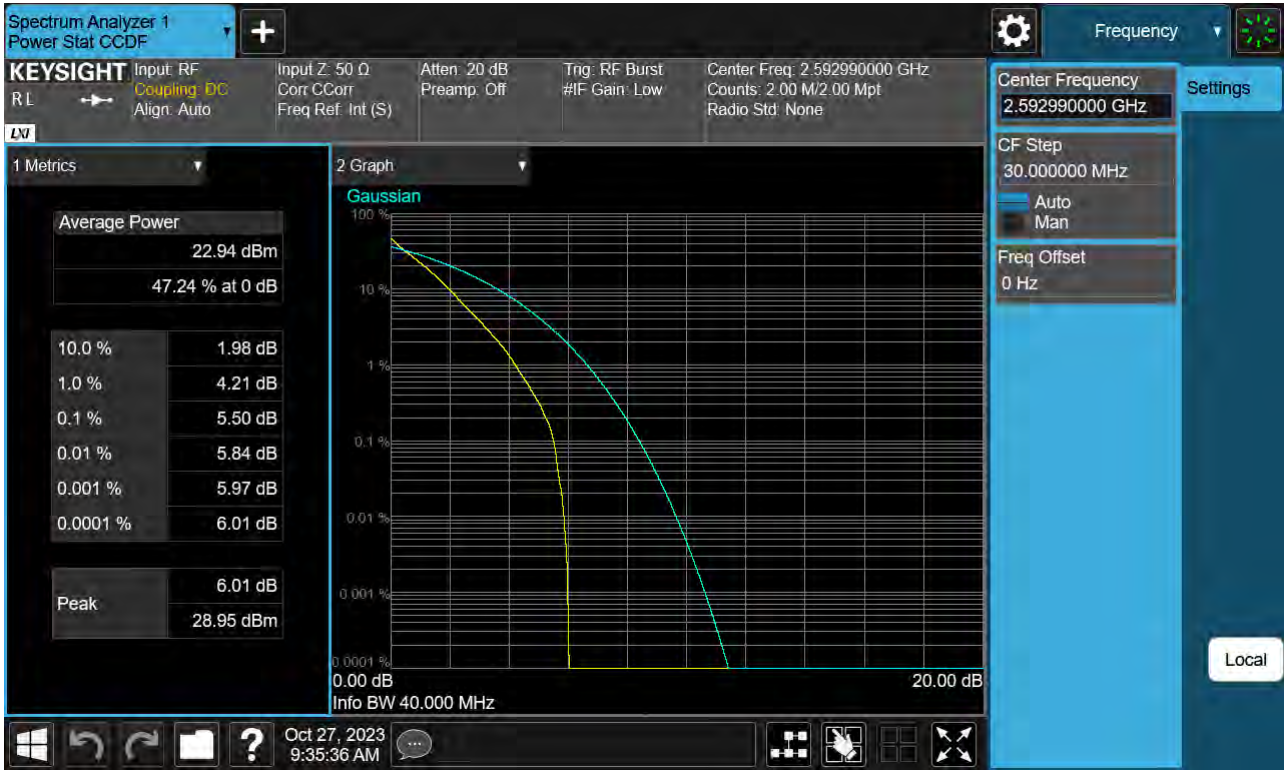 Spectrum Analyzer 1
Power Stat CCDF
Frequency
KEYSIGHT
Input: RF
Coupling: DC
Align: Auto
Input Z: 50 Ω
Corr CCorr
Freq Ref: Int (S)
Atten: 20 dB
Preamp: Off
Trig: RF Burst
#IF Gain: Low
Center Freq: 2.592990000 GHz
Counts: 2.00 M/2.00 Mpt
Radio Std: None
RL
LXI
Center Frequency
2.592990000 GHz
Settings
CF Step
30.000000 MHz
Auto
Man
Freq Offset
0 Hz
Local
1 Metrics
Average Power
22.94 dBm
47.24 % at 0 dB
10.0 % 1.98 dB
1.0 % 4.21 dB
0.1 % 5.50 dB
0.01 % 5.84 dB
0.001 % 5.97 dB
0.0001 % 6.01 dB
Peak
6.01 dB
28.95 dBm
2 Graph
Gaussian
100 %
10 %
1 %
0.1 %
0.01 %
0.001 %
0.0001 %
0.00 dB 20.00 dB
Info BW 40.000 MHz
Oct 27, 2023
9:35:36 AM